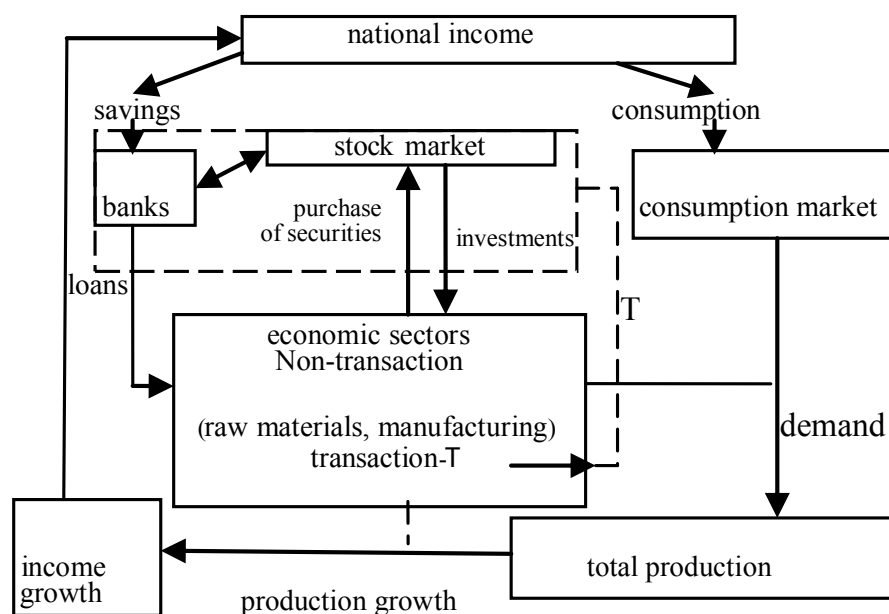 national income
savings
consumption
stock market
banks
purchase
of securities
investments
consumption market
loans
T
economic sectors
Non-transaction
(raw materials, manufacturing)
transaction-T
demand
income
growth
total production
production growth